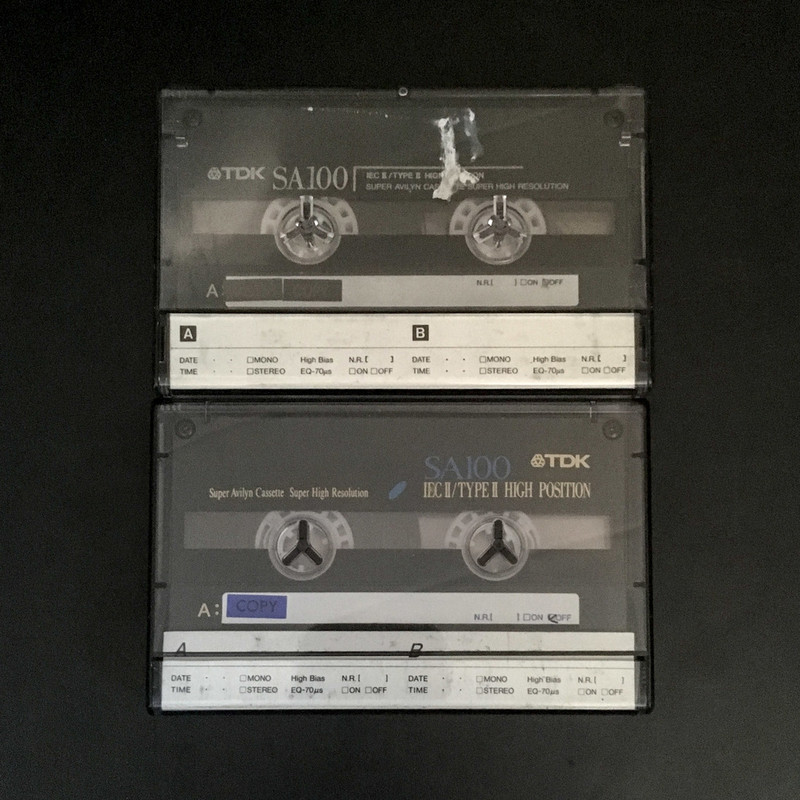 TDK SA100 IEC II/TYPE II HIGH POSITION
SUPER AVILYN CASSETTE SUPER HIGH RESOLUTION
A: COPY
N.R.[ ] □ON □OFF
A B
DATE · · □MONO High Bias N.R.[ ] DATE · · □MONO High Bias N.R.[ ]
TIME □STEREO EQ-70μs □ON □OFF TIME □STEREO EQ-70μs □ON □OFF
SA100 TDK
Super Avilyn Cassette Super High Resolution IEC II/TYPE II HIGH POSITION
A: COPY
N.R.[ ] □ON □OFF
A B
DATE · · □MONO High Bias N.R.[ ] DATE · · □MONO High Bias N.R.[ ]
TIME □STEREO EQ-70μs □ON □OFF TIME □STEREO EQ-70μs □ON □OFF